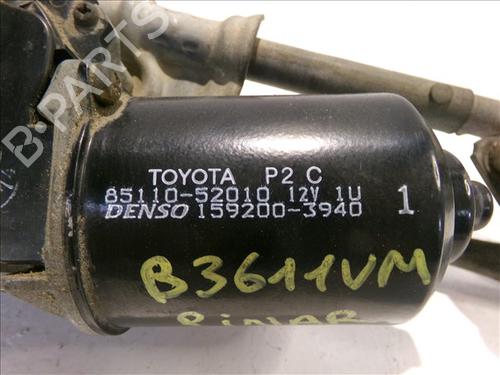 B-PARTS
TOYOTA P2 C
85110-52010 12V 1U
DENSO 159200-3940 1
B3611VM